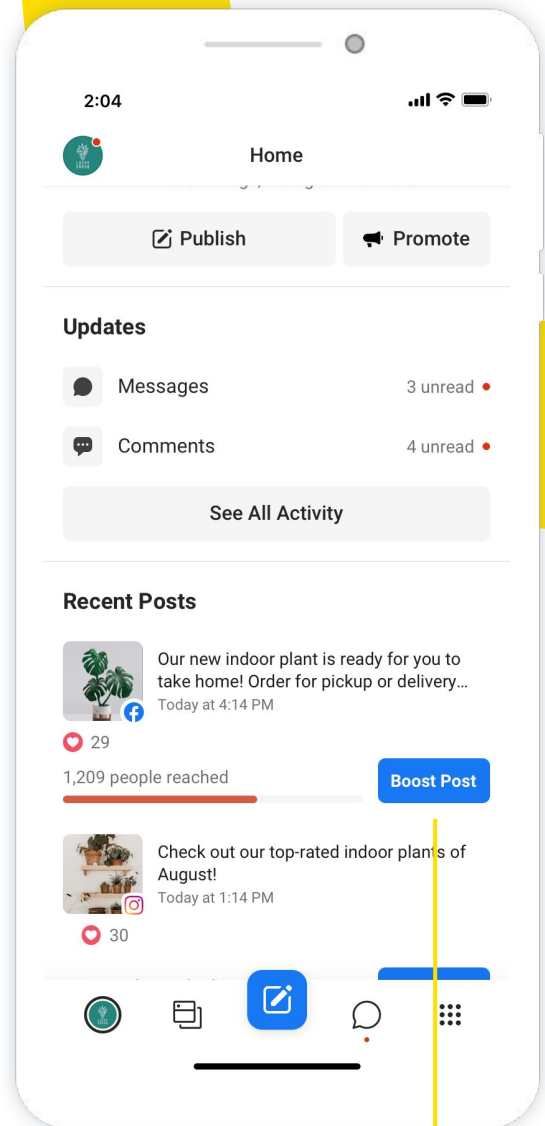 2:04
Home
Publish
Promote
Updates
Messages
3 unread
Comments
4 unread
See All Activity
Recent Posts
Our new indoor plant is ready for you to
take home! Order for pickup or delivery...
Today at 4:14 PM
29
1,209 people reached
Boost Post
Check out our top-rated indoor plants of
August!
Today at 1:14 PM
30